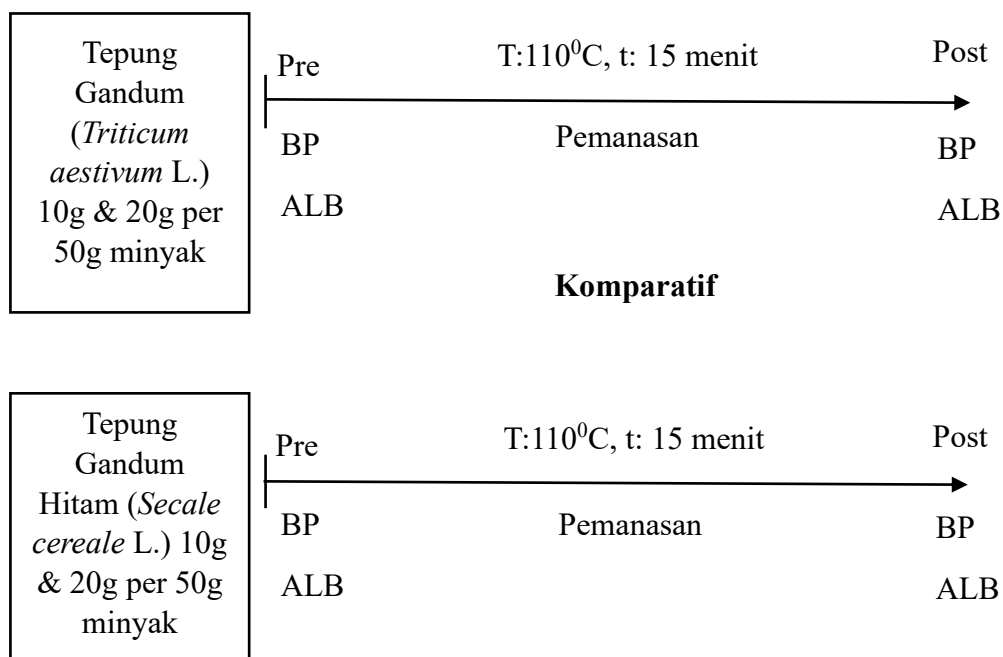 Tepung
Gandum
(Triticum
aestivum L.)
10g & 20g per
50g minyak
Pre
T:110⁰C, t: 15 menit
Post
BP
Pemanasan
BP
ALB
ALB
Komparatif
Tepung
Gandum
Hitam (Secale
cereale L.) 10g
& 20g per 50g
minyak
Pre
T:110⁰C, t: 15 menit
Post
BP
Pemanasan
BP
ALB
ALB